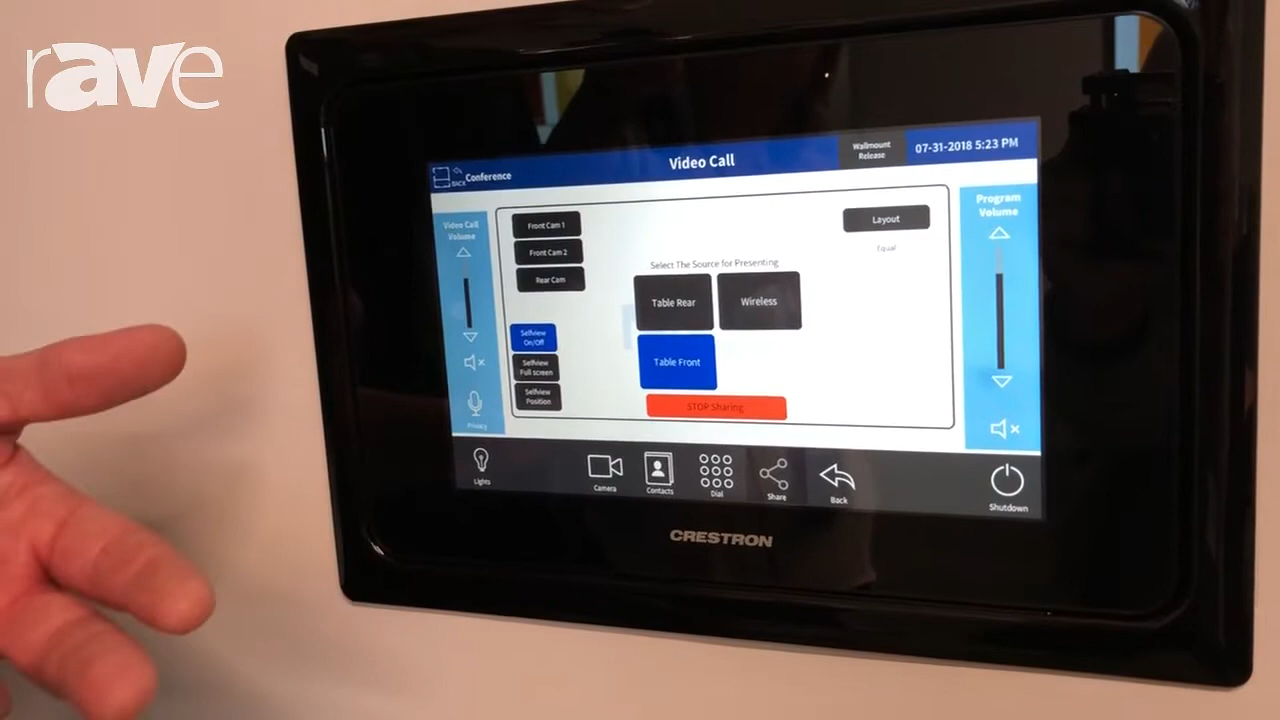 rAVe
Video Call
Wallmount
Release
07-31-2018 5:23 PM
BACK
Conference
Video Call
Volume
Front Cam 1
Front Cam 2
Rear Cam
Selfview
On/Off
Selfview
Full screen
Selfview
Position
Privacy
Select The Source for Presenting
Table Rear
Wireless
Table Front
STOP Sharing
Layout
Equal
Program
Volume
Lights
Camera
Contacts
Dial
Share
Back
Shutdown
CRESTRON